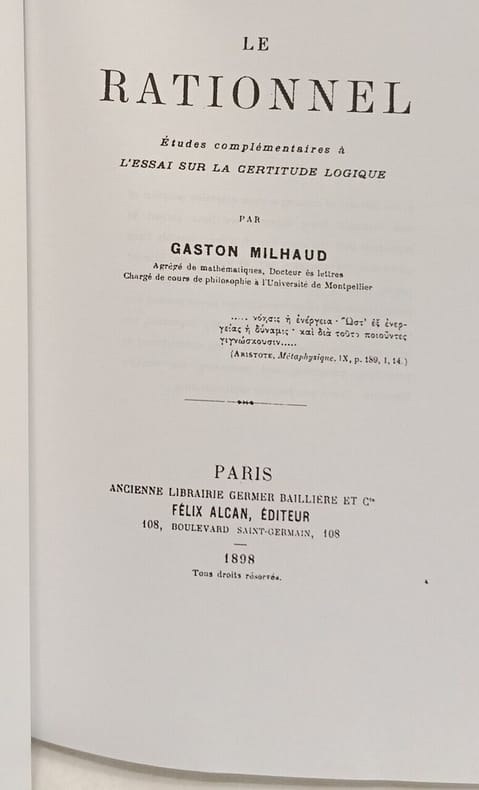 LE
RATIONNEL
Études complémentaires à
L'ESSAI SUR LA CERTITUDE LOGIQUE
PAR
GASTON MILHAUD
Agrégé de mathématiques, Docteur ès lettres
Chargé de cours de philosophie à l'Université de Montpellier
..... νόησις ἡ ἐνέργεια · Ὥστ' ἐξ ἐνερ-
γείας ἡ δύναμις · καὶ διὰ τοῦτο ποιοῦντες
γιγνώσκουσιν.....
(ARISTOTE, Métaphysique, IX, p. 189, 1, 14.)
PARIS
ANCIENNE LIBRAIRIE GERMER BAILLIÈRE ET Cie
FÉLIX ALCAN, ÉDITEUR
108, BOULEVARD SAINT-GERMAIN, 108
1898
Tous droits réservés.